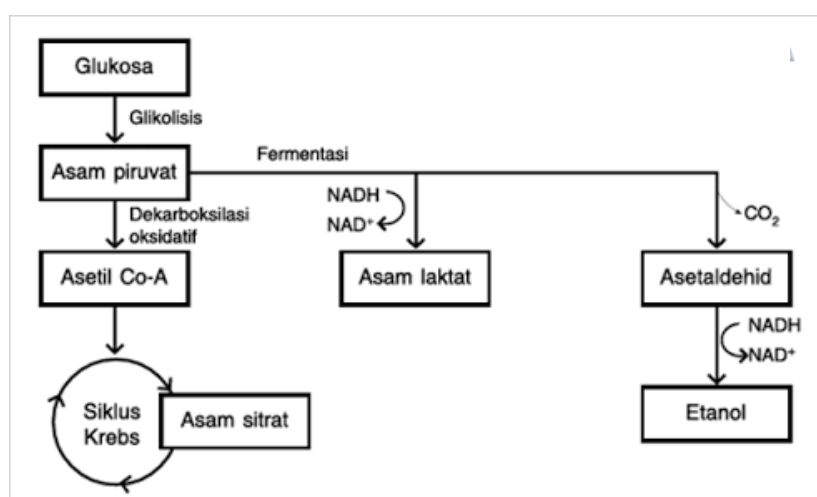 Glukosa
Glikolisis
Asam piruvat
Fermentasi
Dekarboksilasi
oksidatif
NADH
NAD⁺
CO₂
Asetil Co-A
Asam laktat
Asetaldehid
NADH
NAD⁺
Siklus
Krebs
Asam sitrat
Etanol